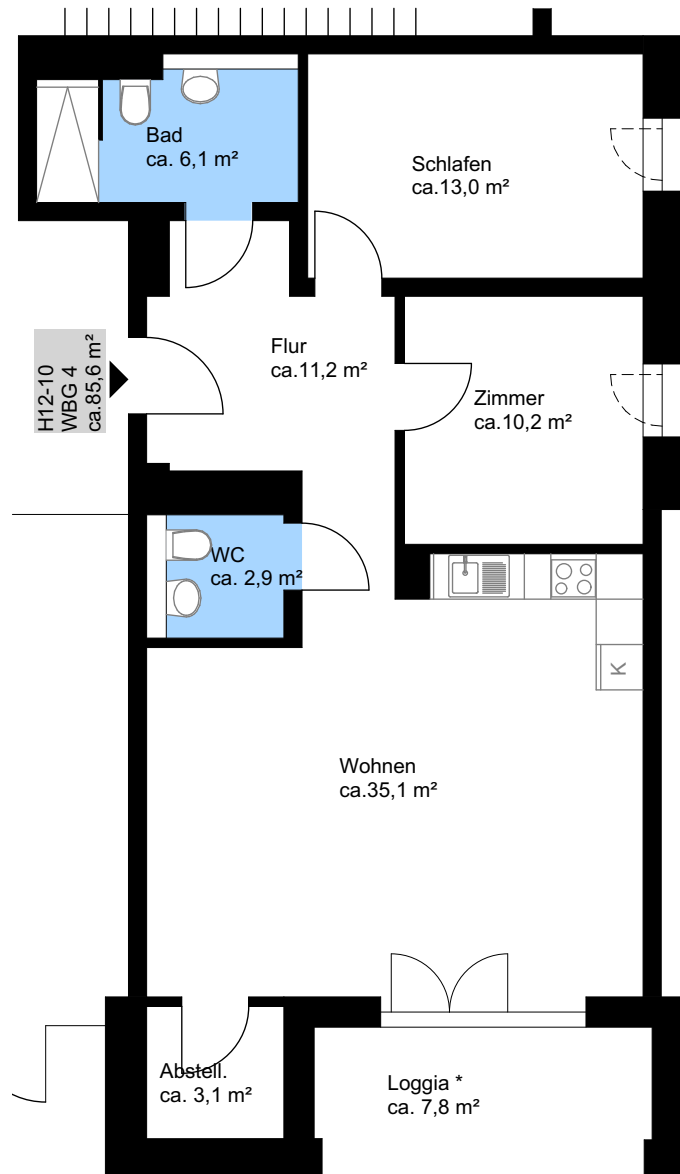 Bad
ca. 6,1 m²
Schlafen
ca.13,0 m²
Flur
ca.11,2 m²
H12-10
WBG 4
ca.85,6 m²
Zimmer
ca.10,2 m²
WC
ca. 2,9 m²
K
Wohnen
ca.35,1 m²
Abstell.
ca. 3,1 m²
Loggia *
ca. 7,8 m²